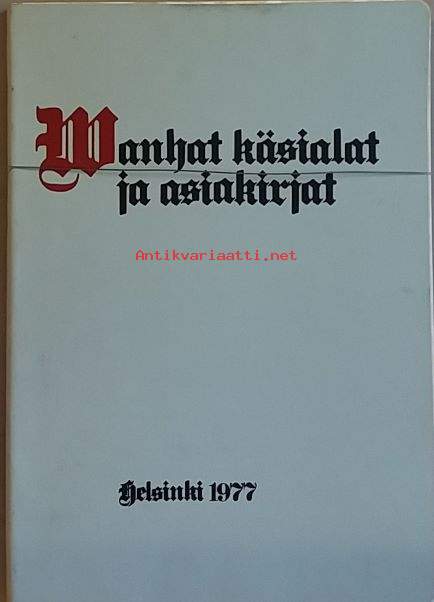 Wanhat käsialat
ja asiakirjat
Antikvariaatti.net
Helsinki 1977